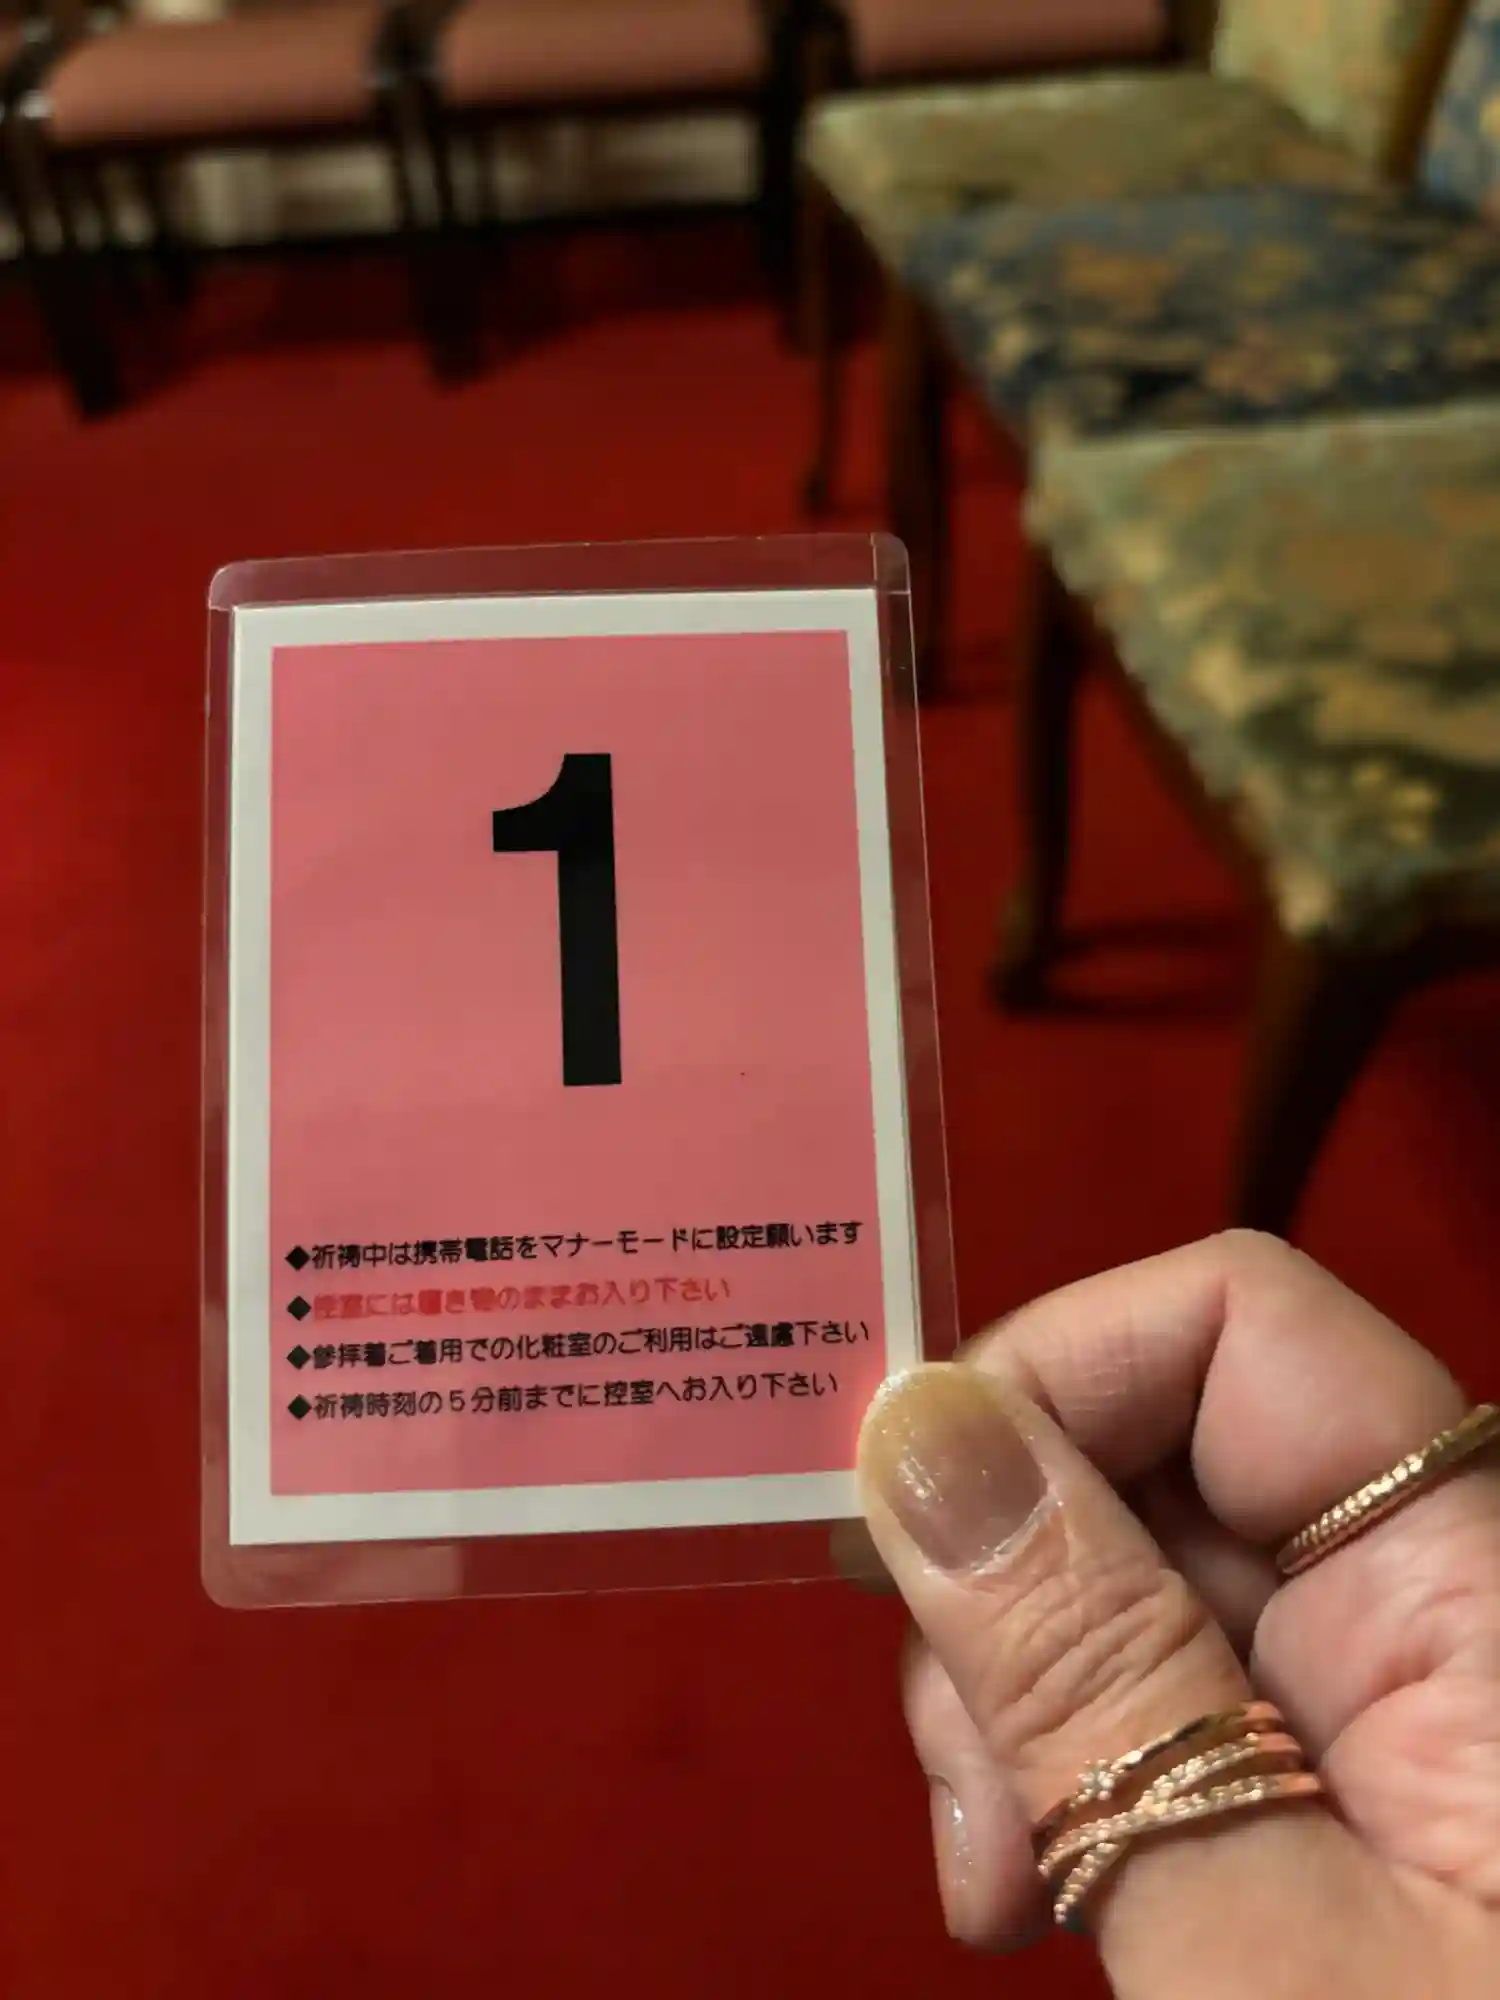 1
◆祈祷中は携帯電話をマナーモードに設定願います
◆控室には履き物のままお入り下さい
◆参拝着ご着用での化粧室のご利用はご遠慮下さい
◆祈祷時刻の5分前までに控室へお入り下さい